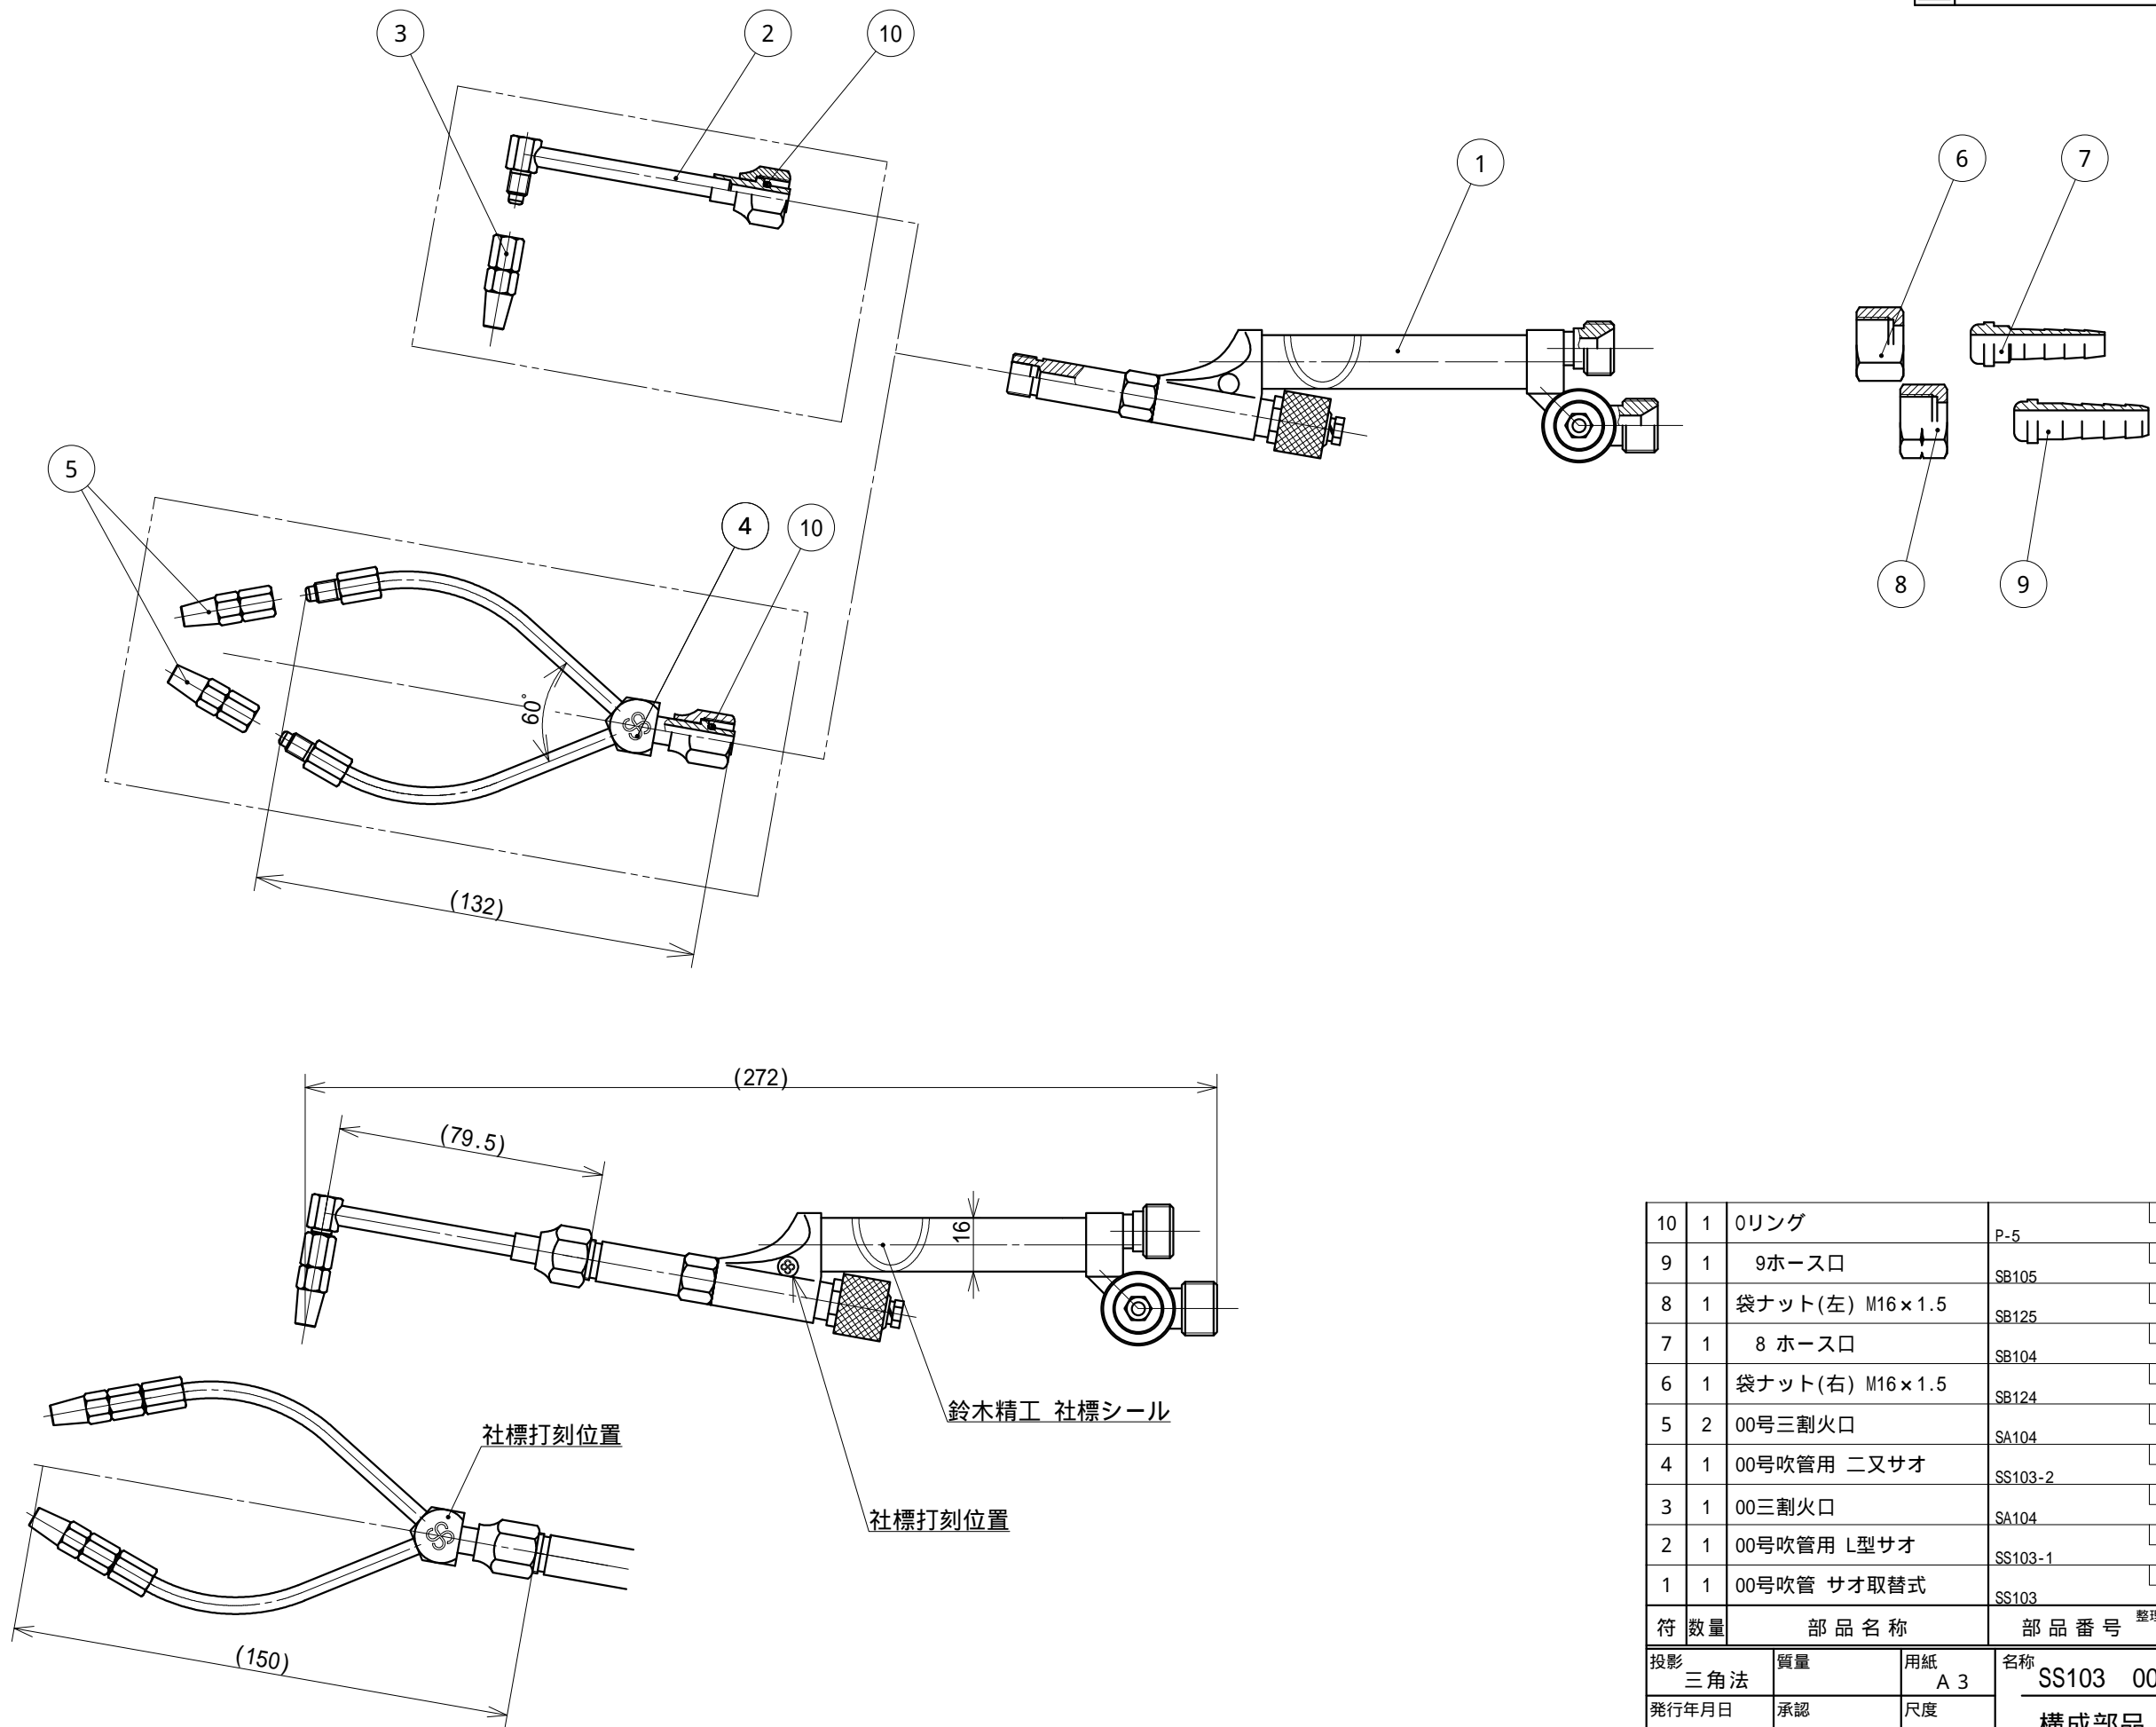 3
2
10
1
6
7
5
4
10
8
9
60°
(132)
(272)
(79.5)
16
鈴木精工 社標シール
社標打刻位置
社標打刻位置
(150)
10 1 Oリング P-5
9 1 9ホース口 SB105
8 1 袋ナット(左) M16×1.5 SB125
7 1 8 ホース口 SB104
6 1 袋ナット(右) M16×1.5 SB124
5 2 00号三割火口 SA104
4 1 00号吹管用 二又サオ SS103-2
3 1 00三割火口 SA104
2 1 00号吹管用 L型サオ SS103-1
1 1 00号吹管 サオ取替式 SS103
符 数量 部品名称 部品番号
投影 三角法 質量 用紙 A3 名称 SS103 00
発行年月日 承認 尺度 構成部品